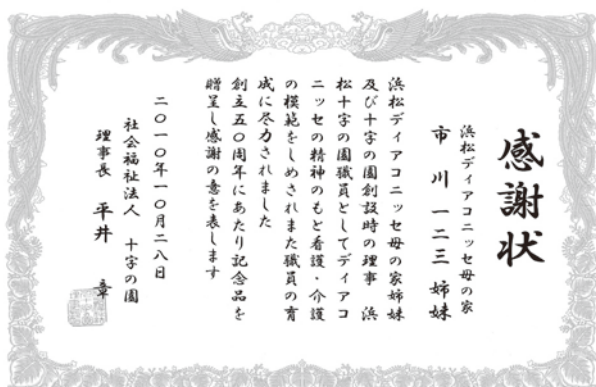 感謝状
浜松ディアコニッセ母の家
市川一二三 姉妹
浜松ディアコニッセ母の家姉妹
及び十字の園創設時の理事 浜
松十字の園職員としてディアコ
ニッセの精神のもと看護・介護
の模範をしめされまた職員の育
成に尽力されました
創立五〇周年にあたり記念品を
贈呈し感謝の意を表します
二〇一〇年一〇月二八日
社会福祉法人 十字の園
理事長 平井 章